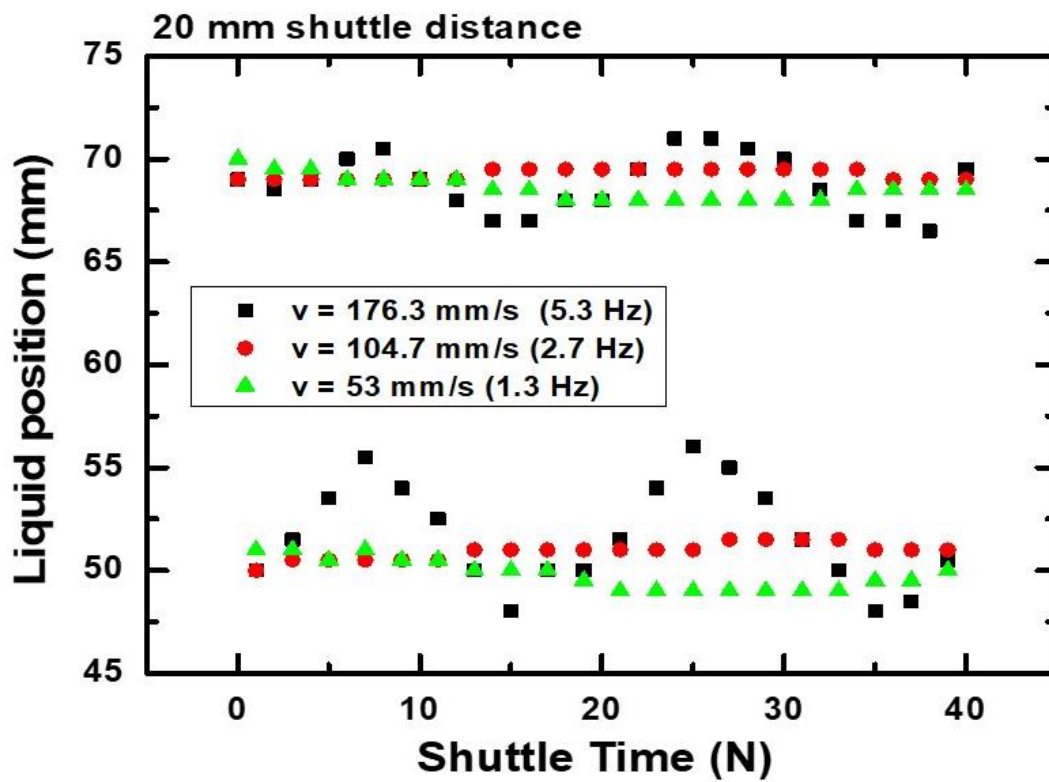 20 mm shuttle distance
75
70
65
60
55
50
45
Liquid position (mm)
v = 176.3 mm/s (5.3 Hz)
v = 104.7 mm/s (2.7 Hz)
v = 53 mm/s (1.3 Hz)
0 10 20 30 40
Shuttle Time (N)